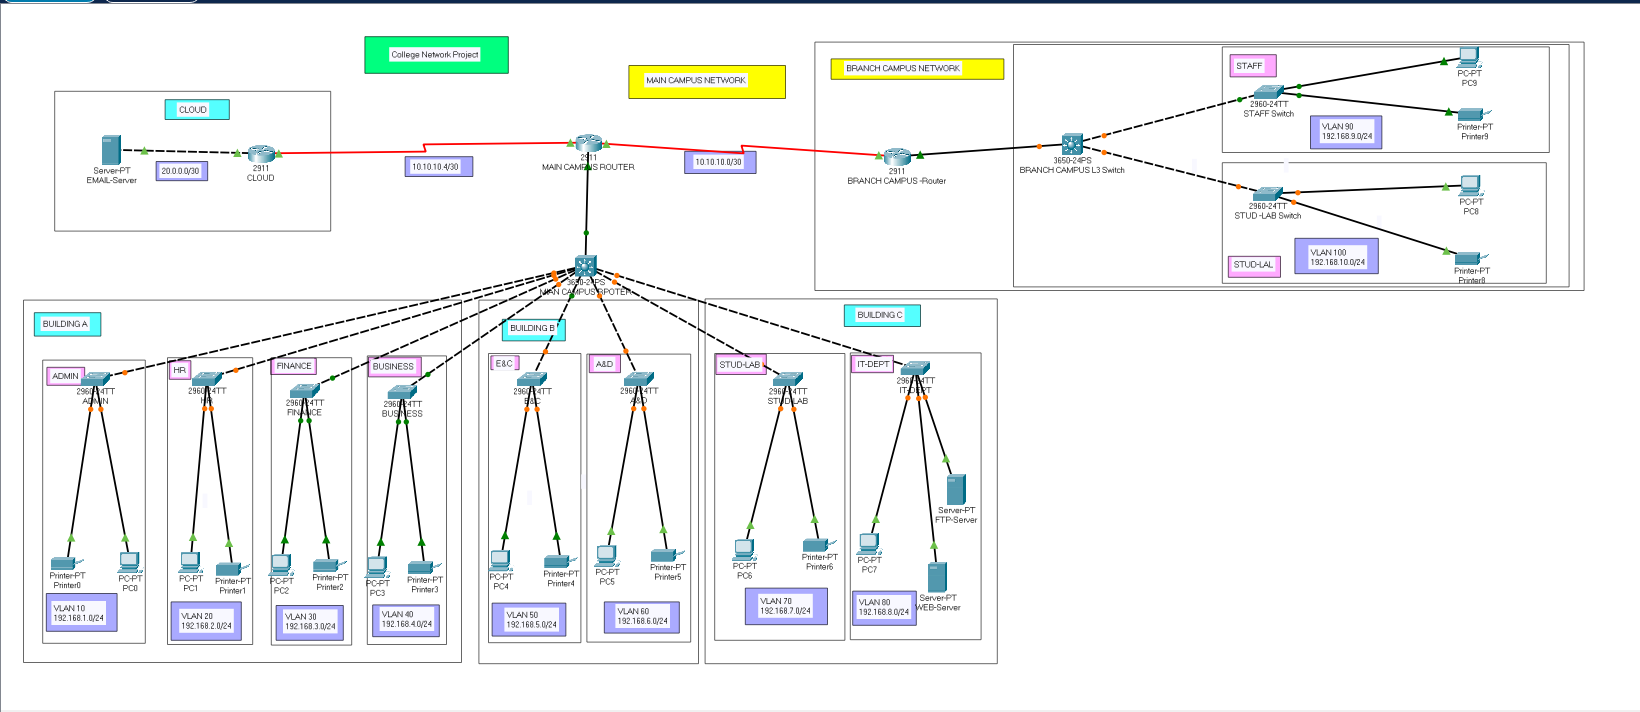 College Network Project
MAIN CAMPUS NETWORK
BRANCH CAMPUS NETWORK
CLOUD
Server-PT
EMAIL-Server
20.0.0.0/30
2911
CLOUD
10.10.10.4/30
2911
MAIN CAMPUS ROUTER
10.10.10.0/30
2911
BRANCH CAMPUS -Router
3650-24PS
BRANCH CAMPUS L3 Switch
STAFF
2960-24TT
STAFF Switch
VLAN 90
192.168.9.0/24
PC-PT
PC9
Printer-PT
Printer9
2960-24TT
STUD -LAB Switch
VLAN 100
192.168.10.0/24
STUD-LAL
PC-PT
PC8
Printer-PT
Printer8
3650-24PS
MIAN CAMPUS RPOTER
BUILDING A
BUILDING B
BUILDING C
ADMIN
2960-24TT
ADMIN
Printer-PT
Printer0
PC-PT
PC0
VLAN 10
192.168.1.0/24
HR
2960-24TT
HR
PC-PT
PC1
Printer-PT
Printer1
VLAN 20
192.168.2.0/24
FINANCE
2960-24TT
FINANCE
PC-PT
PC2
Printer-PT
Printer2
VLAN 30
192.168.3.0/24
BUSINESS
2960-24TT
BUSINESS
PC-PT
PC3
Printer-PT
Printer3
VLAN 40
192.168.4.0/24
E&C
2960-24TT
E&C
PC-PT
PC4
Printer-PT
Printer4
VLAN 50
192.168.5.0/24
A&D
2960-24TT
A&D
PC-PT
PC5
Printer-PT
Printer5
VLAN 60
192.168.6.0/24
STUD-LAB
2960-24TT
STUD-LAB
PC-PT
PC6
Printer-PT
Printer6
VLAN 70
192.168.7.0/24
IT-DEPT
2960-24TT
IT-DEPT
Server-PT
FTP-Server
PC-PT
PC7
Server-PT
WEB-Server
VLAN 80
192.168.8.0/24